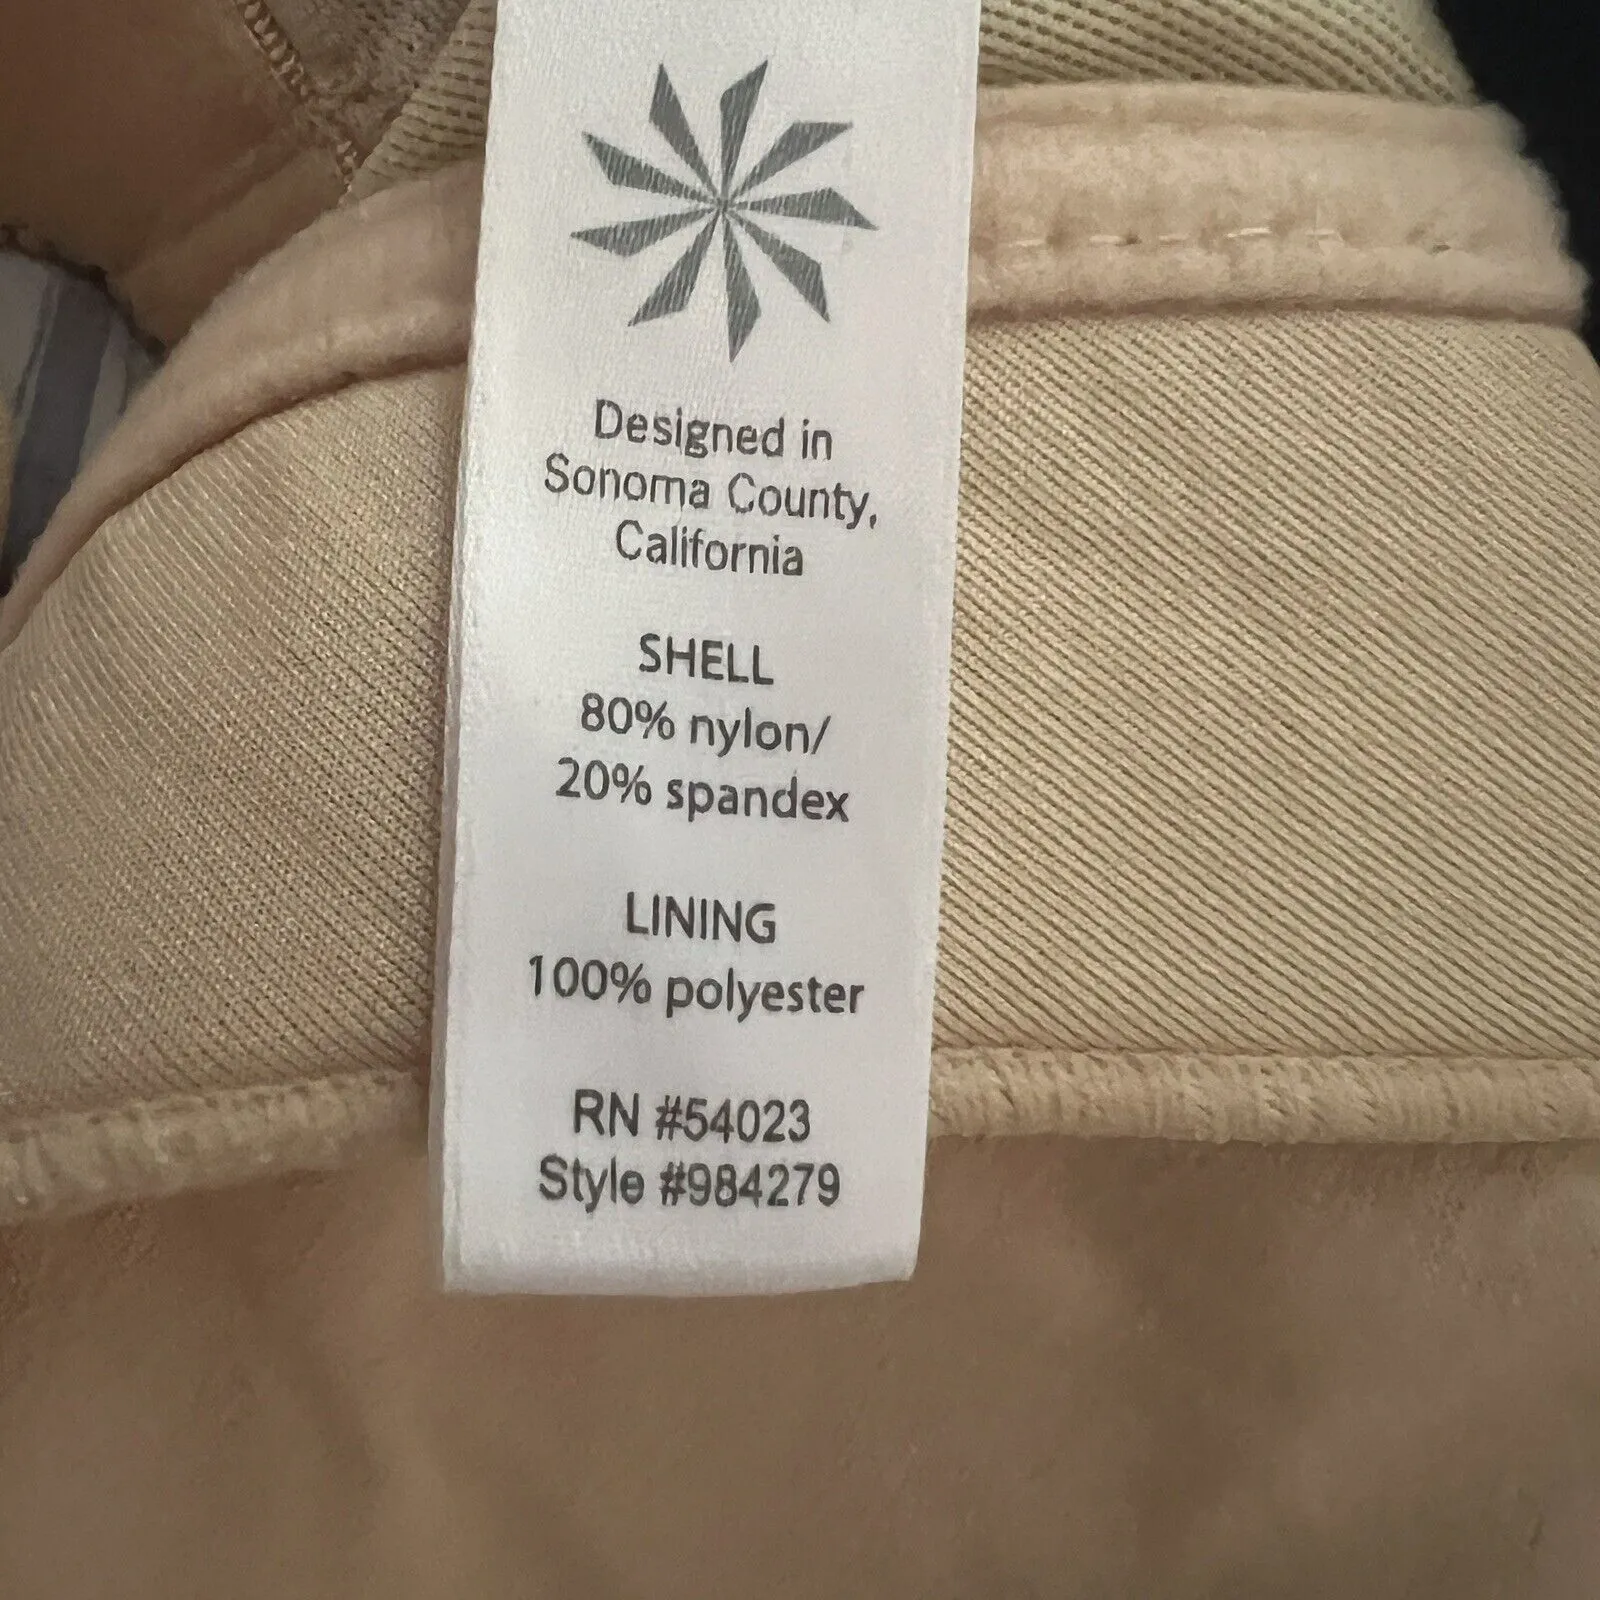 Designed in
Sonoma County,
California
SHELL
80% nylon/
20% spandex
LINING
100% polyester
RN #54023
Style #984279